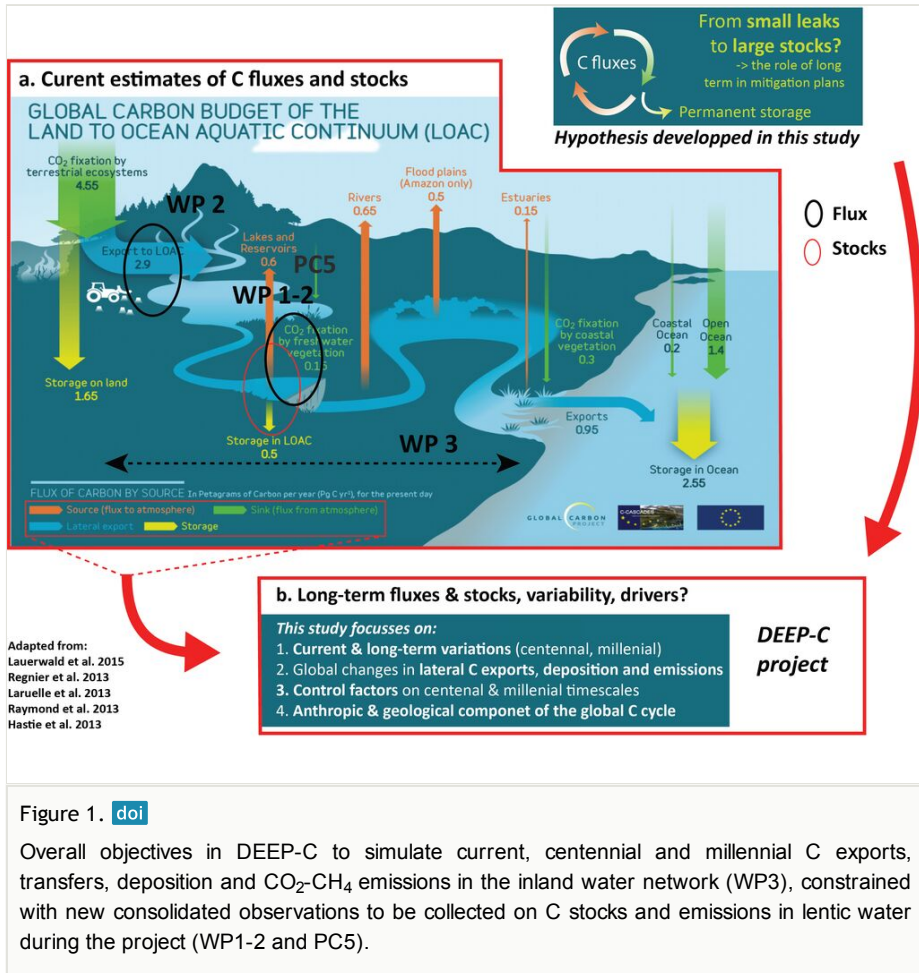 From small leaks
to large stocks?
-> the role of long
term in mitigation plans
C fluxes
Permanent storage
Hypothesis developped in this study
a. Curent estimates of C fluxes and stocks
GLOBAL CARBON BUDGET OF THE
LAND TO OCEAN AQUATIC CONTINUUM (LOAC)
CO₂ fixation by
terrestrial ecosystems
4.55
WP 2
Export to LOAC
2.9
Lakes and
Reservoirs
0.6
PC5
WP 1-2
CO₂ fixation
by freshwater
vegetation
0.15
Rivers
0.65
Flood plains
(Amazon only)
0.5
Estuaries
0.15
CO₂ fixation
by coastal
vegetation
0.3
Coastal
Ocean
0.2
Open
Ocean
1.4
Flux
Stocks
Storage on land
1.65
Storage in LOAC
0.5
WP 3
Exports
0.95
Storage in Ocean
2.55
FLUX OF CARBON BY SOURCE In Petagrams of Carbon per year (Pg C yr¹), for the present day
Source (flux to atmosphere)
Sink (flux from atmosphere)
Lateral export
Storage
GLOBAL CARBON
PROJECT
C-CASCADES
b. Long-term fluxes & stocks, variability, drivers?
This study focusses on:
1. Current & long-term variations (centennal, millenial)
2. Global changes in lateral C exports, deposition and emissions
3. Control factors on centenal & millenial timescales
4. Anthropic & geological componet of the global C cycle
DEEP-C
project
Adapted from:
Lauerwald et al. 2015
Regnier et al. 2013
Laruelle et al. 2013
Raymond et al. 2013
Hastie et al. 2013
Figure 1. doi
Overall objectives in DEEP-C to simulate current, centennial and millennial C exports,
transfers, deposition and CO₂-CH₄ emissions in the inland water network (WP3), constrained
with new consolidated observations to be collected on C stocks and emissions in lentic water
during the project (WP1-2 and PC5).